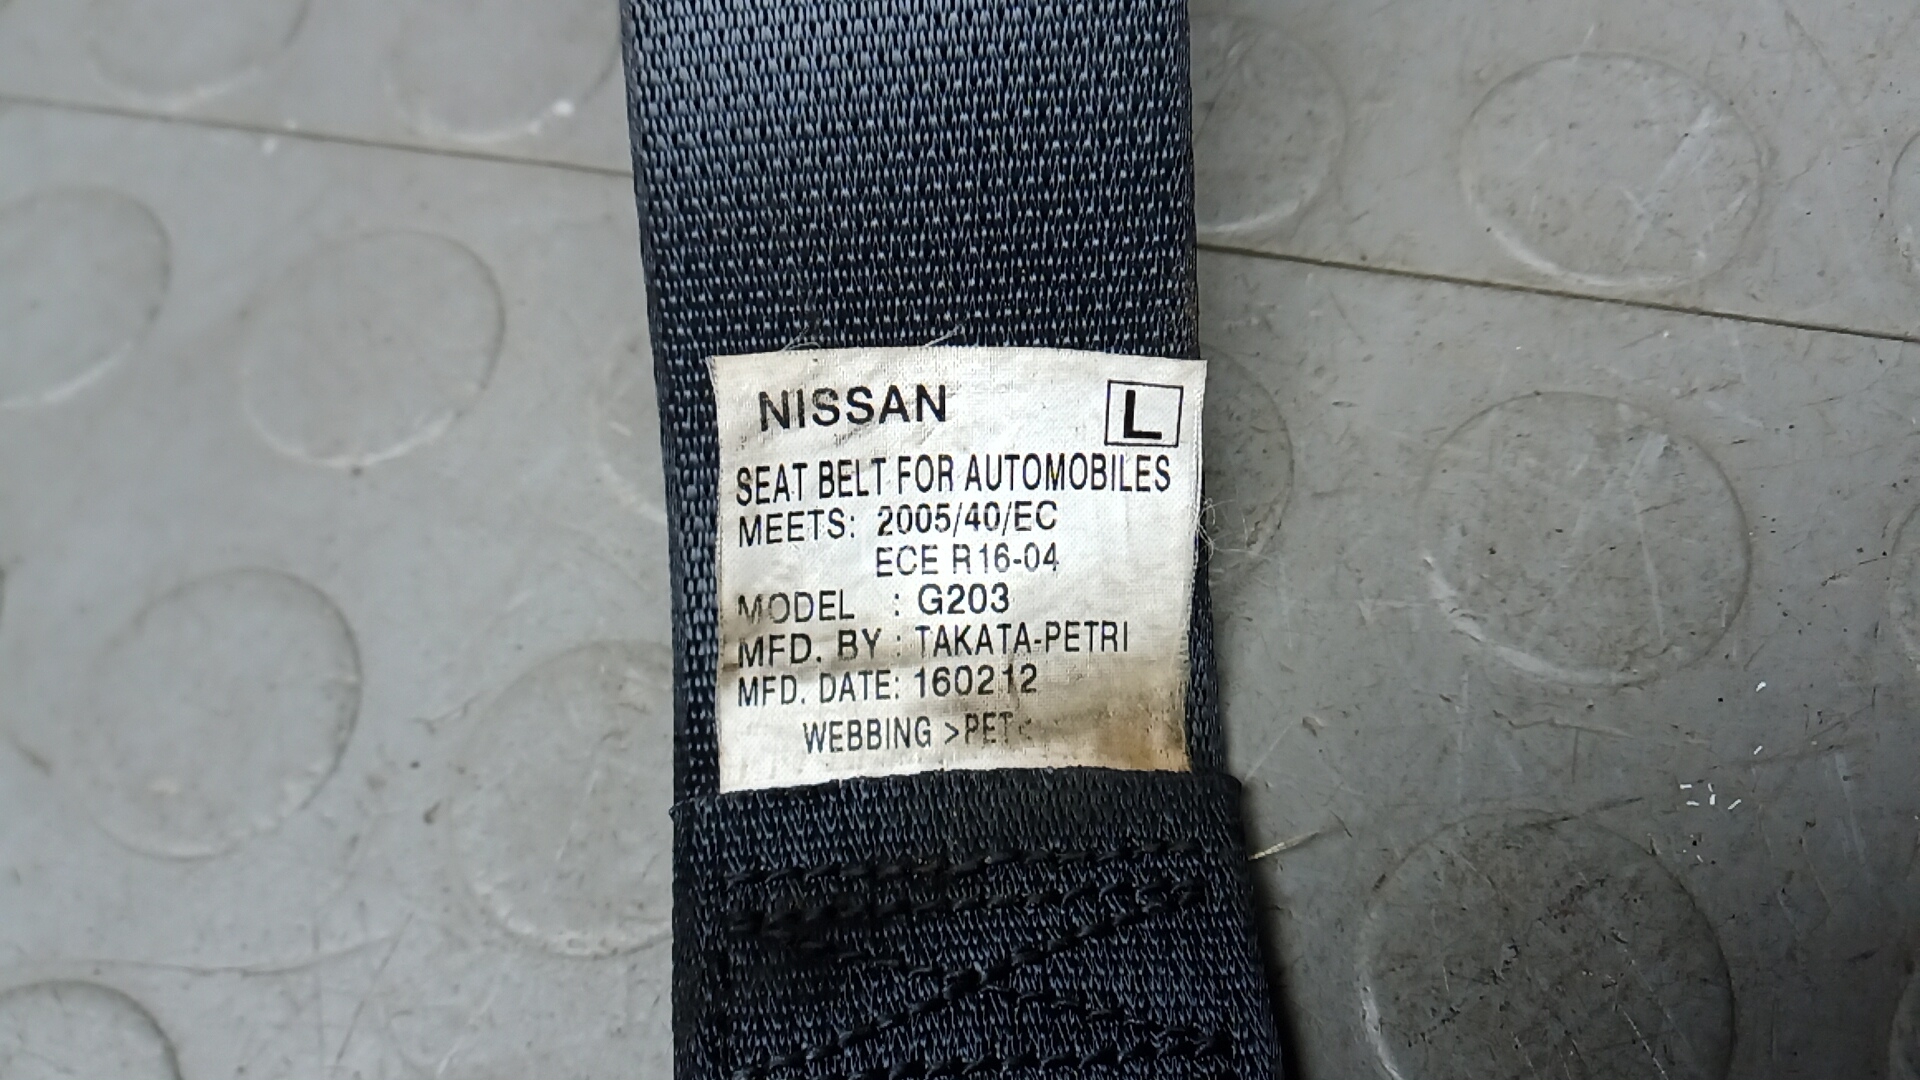 NISSAN L
SEAT BELT FOR AUTOMOBILES
MEETS: 2005/40/EC
ECE R16-04
MODEL : G203
MFD. BY : TAKATA-PETRI
MFD. DATE: 160212
WEBBING >PET<